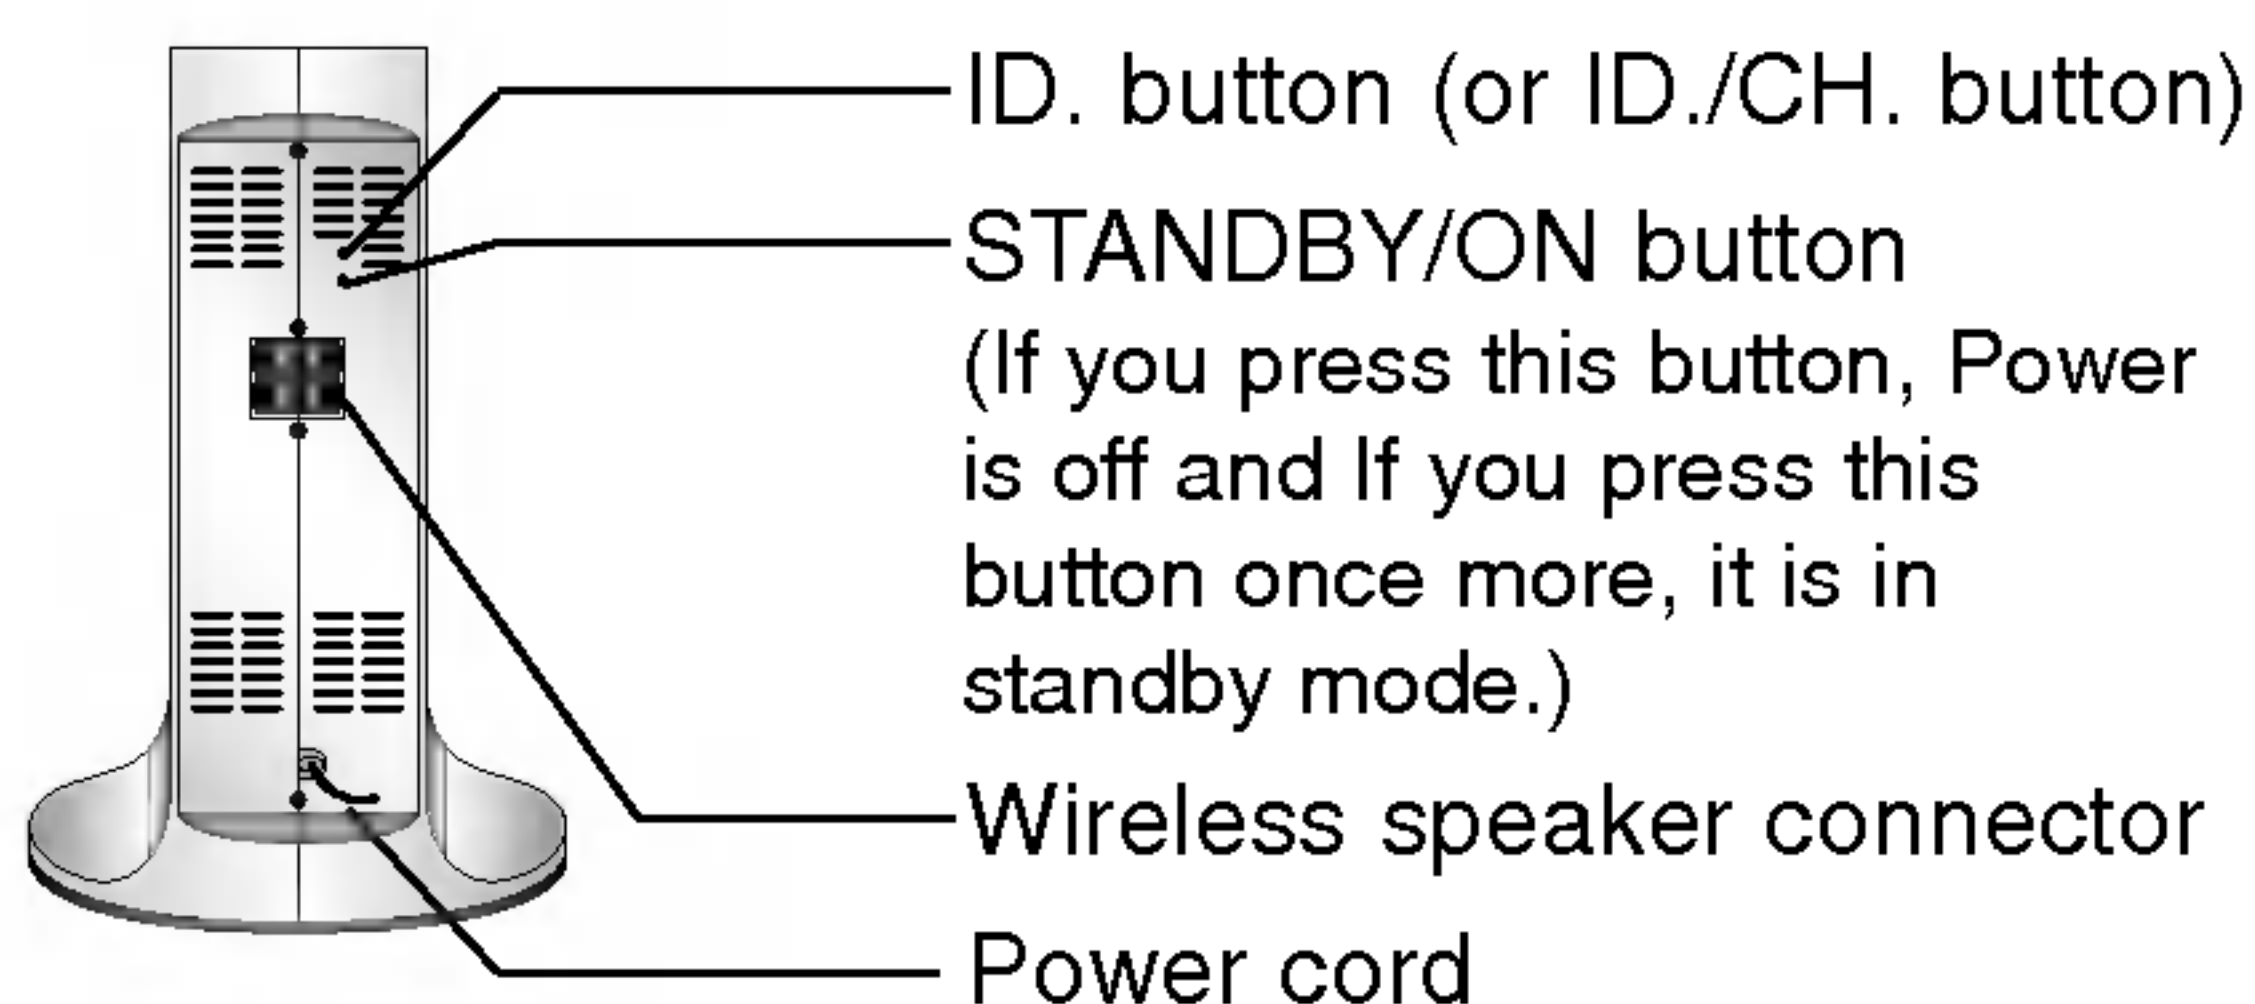 ID. button (or ID./CH. button)
STANDBY/ON button
(If you press this button, Power
is off and If you press this
button once more, it is in
standby mode.)
Wireless speaker connector
Power cord